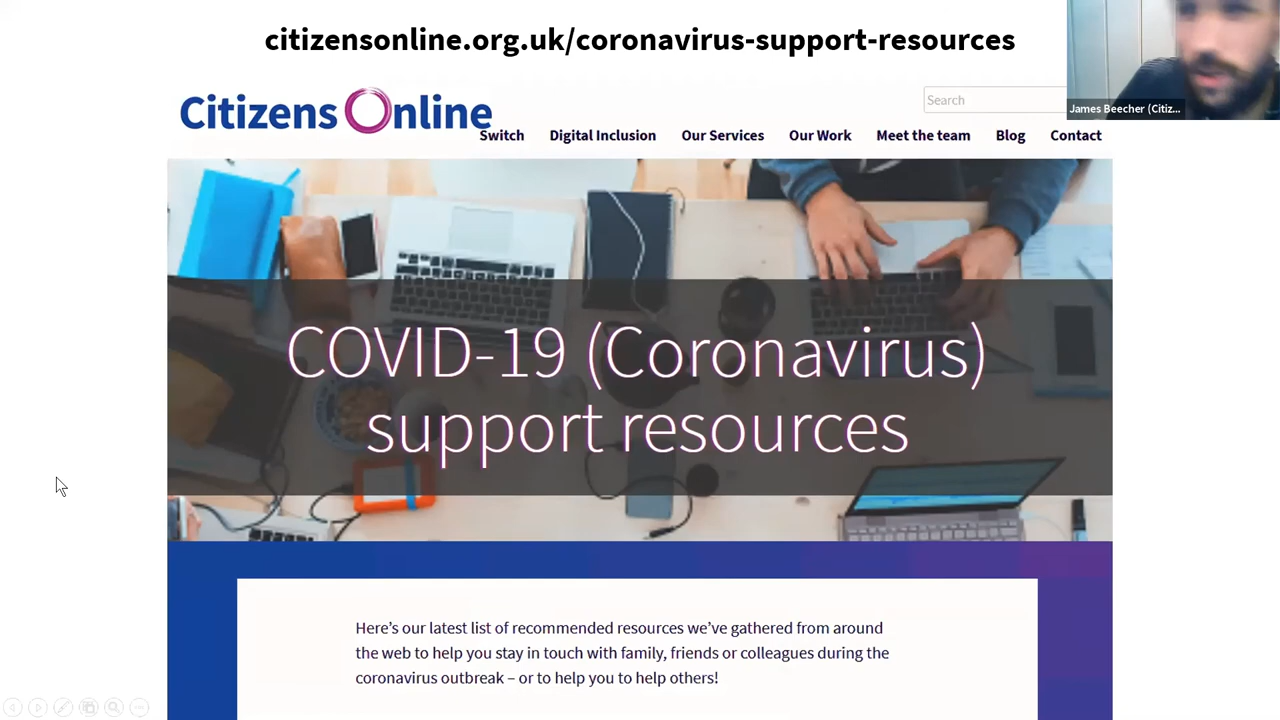 citizensonline.org.uk/coronavirus-support-resources
Citizens Online
Search
James Beecher (Citiz...
Switch Digital Inclusion Our Services Our Work Meet the team Blog Contact
COVID-19 (Coronavirus)
support resources
Here’s our latest list of recommended resources we’ve gathered from around
the web to help you stay in touch with family, friends or colleagues during the
coronavirus outbreak – or to help you to help others!